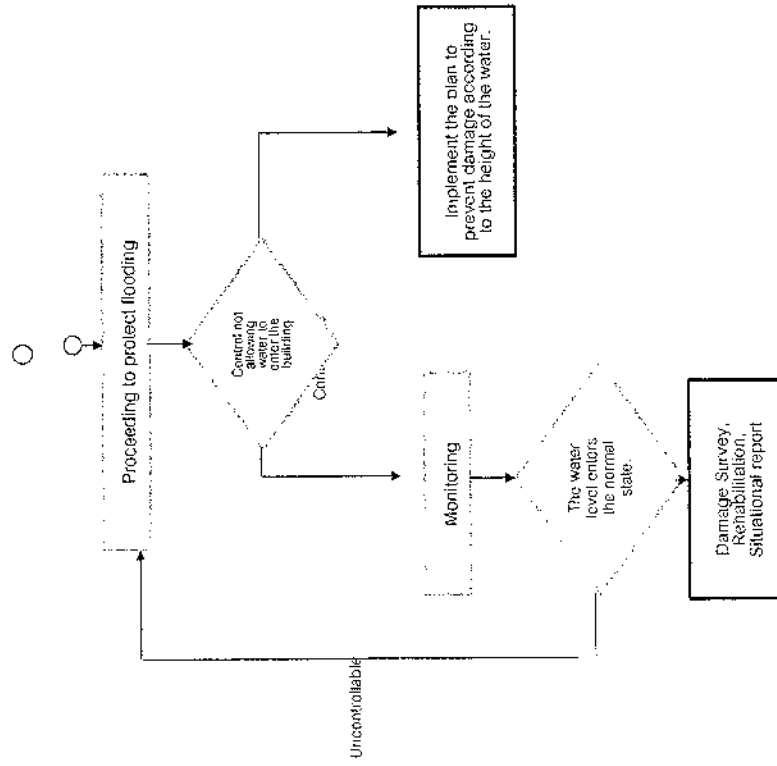 Proceeding to protect flooding
Control not
allowing
water to
enter the
building
Implement the plan to
prevent damage according
to the height of the water.
Monitoring
The water
level enters
the normal
state.
Uncontrollable
Damage Survey,
Rehabilitation,
Situational report